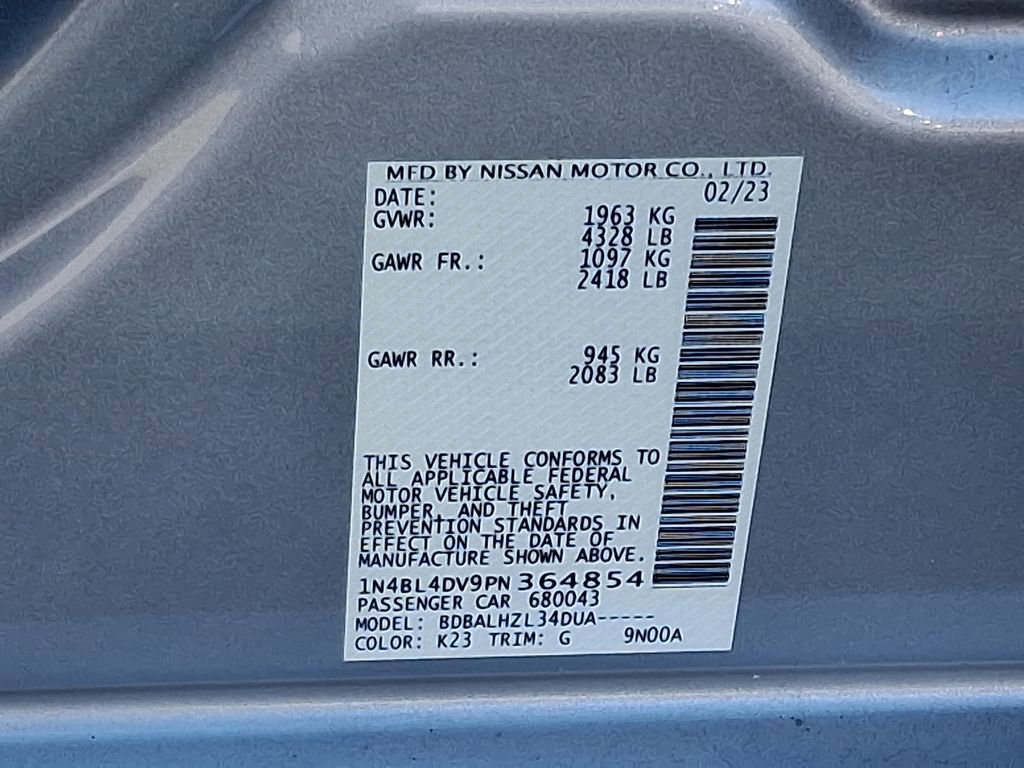 MFD BY NISSAN MOTOR CO., LTD.
DATE: 02/23
GVWR: 1963 KG
4328 LB
GAWR FR.: 1097 KG
2418 LB
GAWR RR.: 945 KG
2083 LB
THIS VEHICLE CONFORMS TO
ALL APPLICABLE FEDERAL
MOTOR VEHICLE SAFETY,
BUMPER, AND THEFT
PREVENTION STANDARDS IN
EFFECT ON THE DATE OF
MANUFACTURE SHOWN ABOVE.
1N4BL4DV9PN364854
PASSENGER CAR 680043
MODEL: BDBALHZL34DUA-----
COLOR: K23 TRIM: G 9N00A